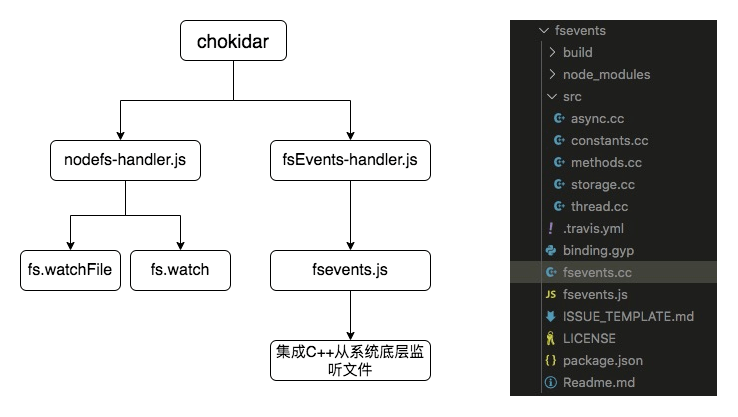 chokidar
nodefs-handler.js
fsEvents-handler.js
fs.watchFile
fs.watch
fsevents.js
集成C++从系统底层监
听文件
fsevents
build
node_modules
src
async.cc
constants.cc
methods.cc
storage.cc
thread.cc
.travis.yml
binding.gyp
fsevents.cc
JS fsevents.js
ISSUE_TEMPLATE.md
LICENSE
{ } package.json
Readme.md